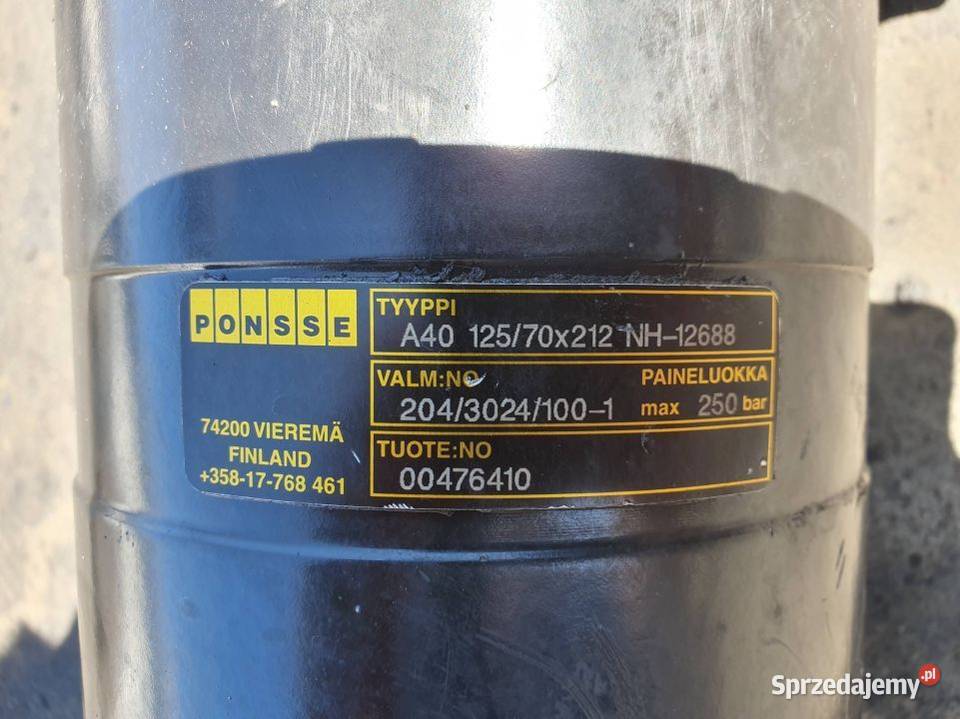 PONSSE
74200 VIEREMÄ
FINLAND
+358-17-768 461
TYYPPI
A40 125/70x212 NH-12688
VALM:NO
PAINELUOKKA
204/3024/100-1 max 250 bar
TUOTE:NO
00476410
Sprzedajemy.pl